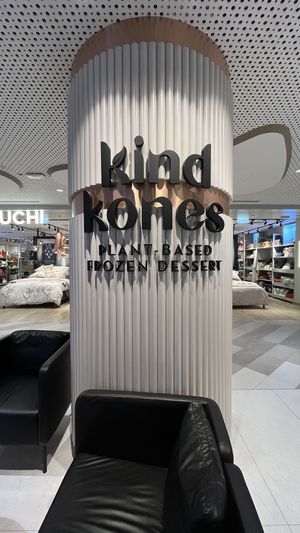 kind
kones
PLANT-BASED
FROZEN DESSERT
UCHI